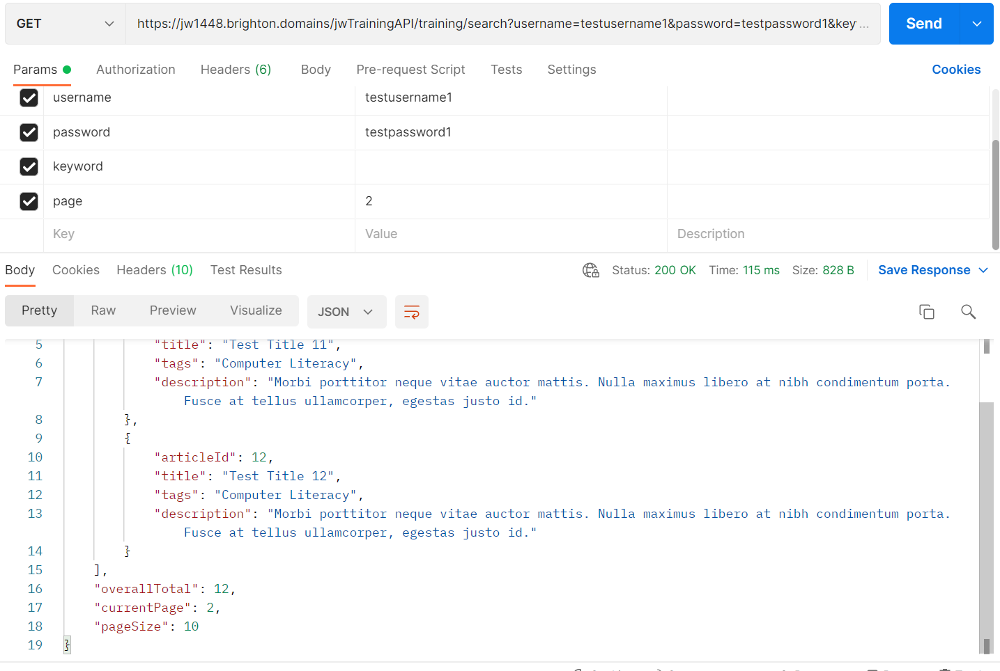 GET https://jw1448.brighton.domains/jwTrainingAPI/training/search?username=testusername1&password=testpassword1&key... Send
Params Authorization Headers (6) Body Pre-request Script Tests Settings Cookies
username testusername1
password testpassword1
keyword
page 2
Key Value Description
Body Cookies Headers (10) Test Results Status: 200 OK Time: 115 ms Size: 828 B Save Response
Pretty Raw Preview Visualize JSON
5 "title": "Test Title 11",
6 "tags": "Computer Literacy",
7 "description": "Morbi porttitor neque vitae auctor mattis. Nulla maximus libero at nibh condimentum porta.
Fusce at tellus ullamcorper, egestas justo id."
8 },
9 {
10 "articleId": 12,
11 "title": "Test Title 12",
12 "tags": "Computer Literacy",
13 "description": "Morbi porttitor neque vitae auctor mattis. Nulla maximus libero at nibh condimentum porta.
Fusce at tellus ullamcorper, egestas justo id."
14 }
15 ],
16 "overallTotal": 12,
17 "currentPage": 2,
18 "pageSize": 10
19 }